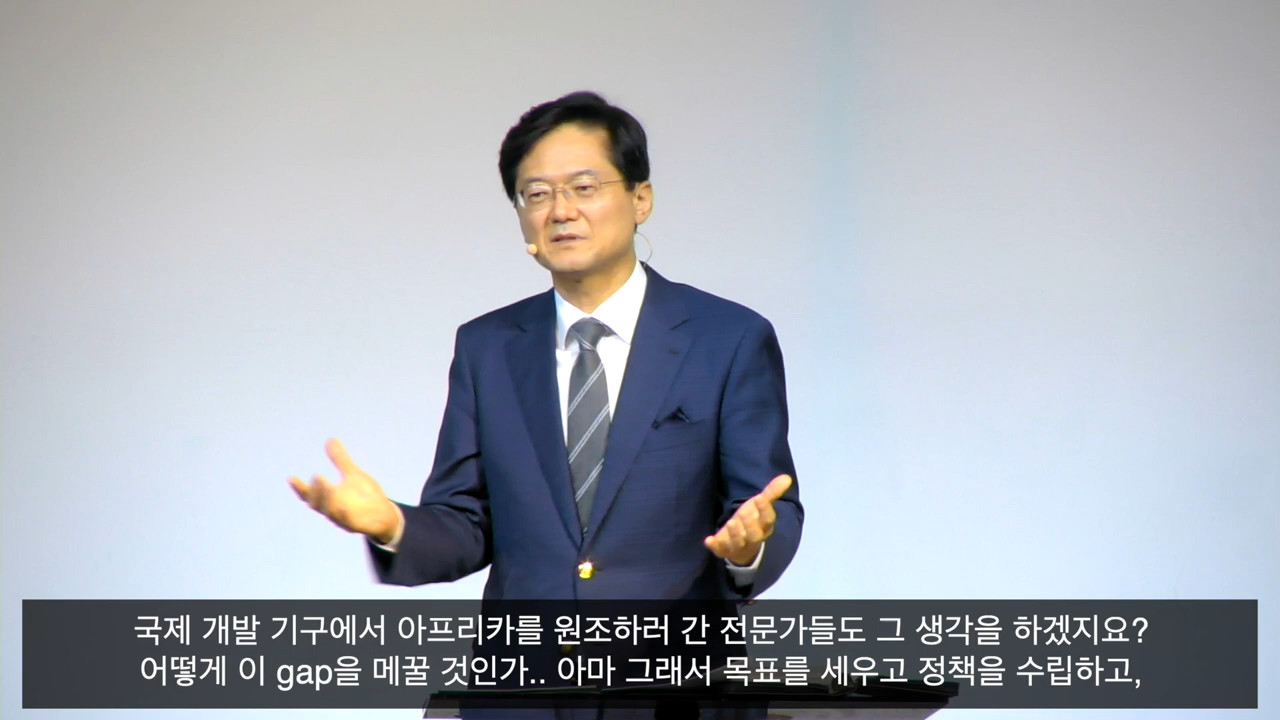 국제 개발 기구에서 아프리카를 원조하러 간 전문가들도 그 생각을 하겠지요?
어떻게 이 gap을 메꿀 것인가.. 아마 그래서 목표를 세우고 정책을 수립하고,